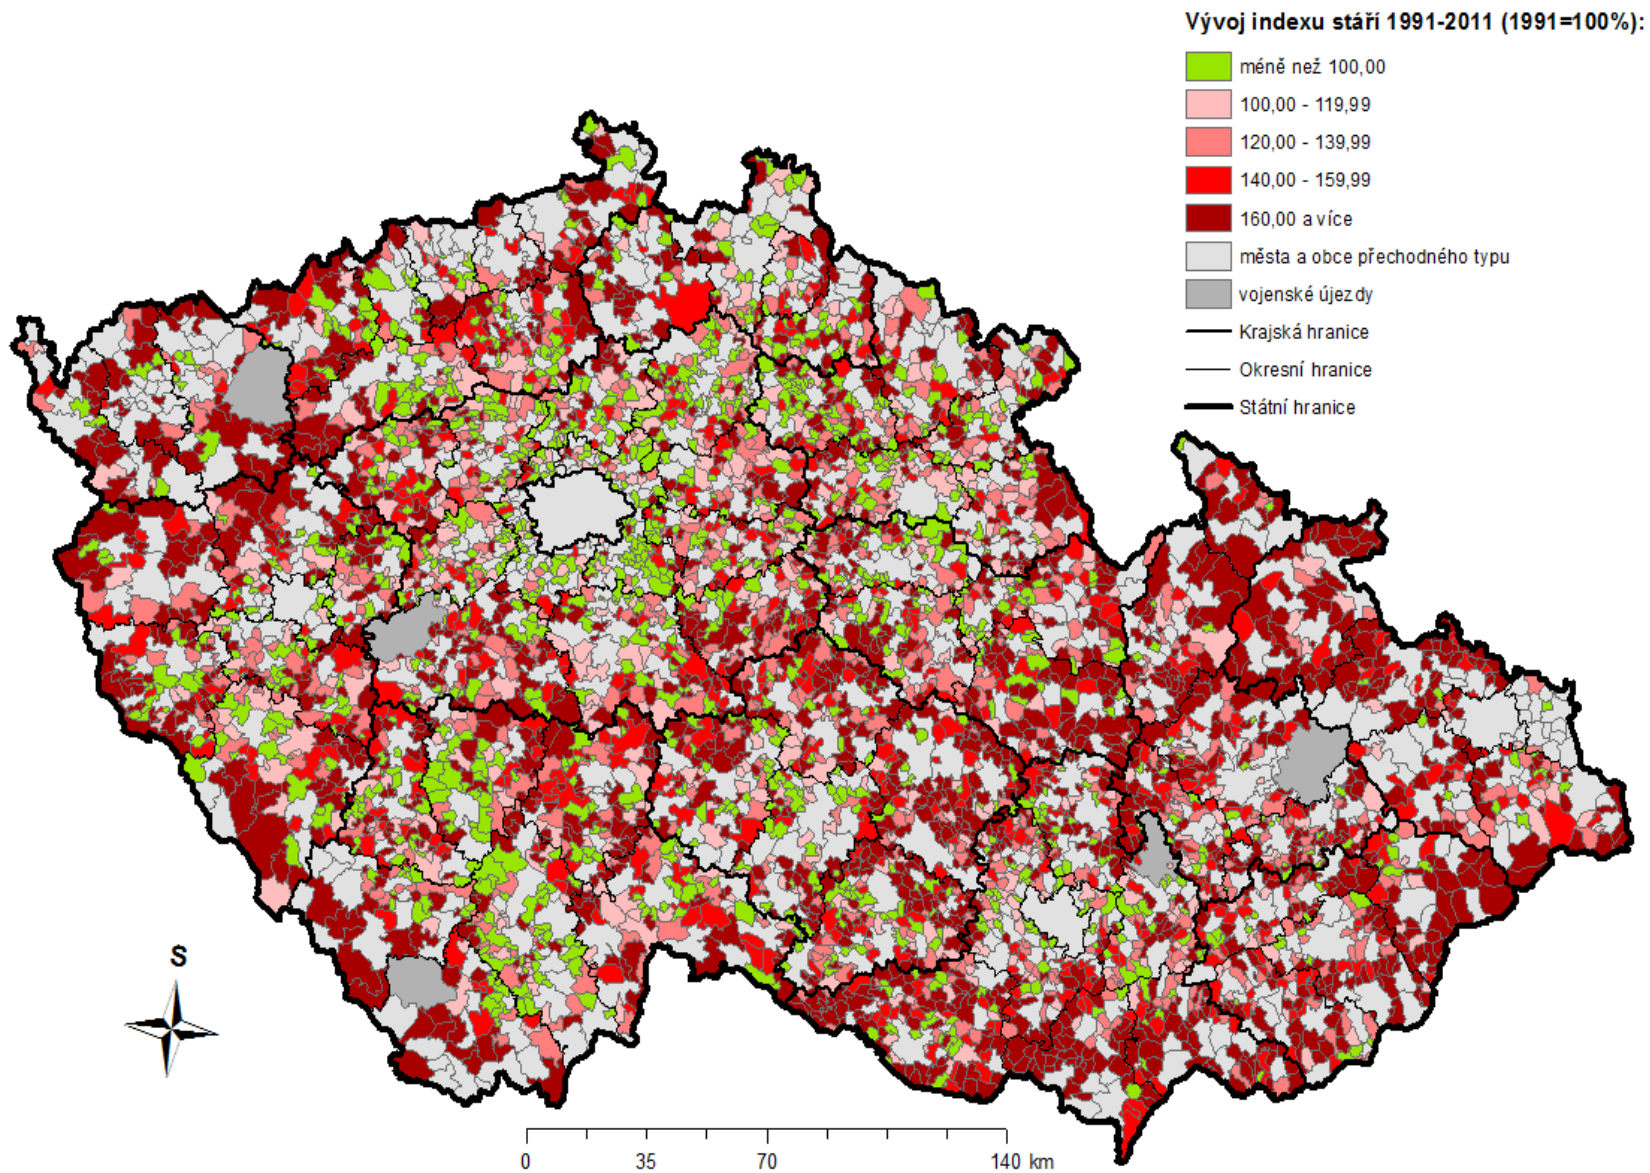 Vývoj indexu stáří 1991-2011 (1991=100%):
méně než 100,00
100,00 - 119,99
120,00 - 139,99
140,00 - 159,99
160,00 a více
města a obce přechodného typu
vojenské újezdy
Krajská hranice
Okresní hranice
Státní hranice
S
0 35 70 140 km